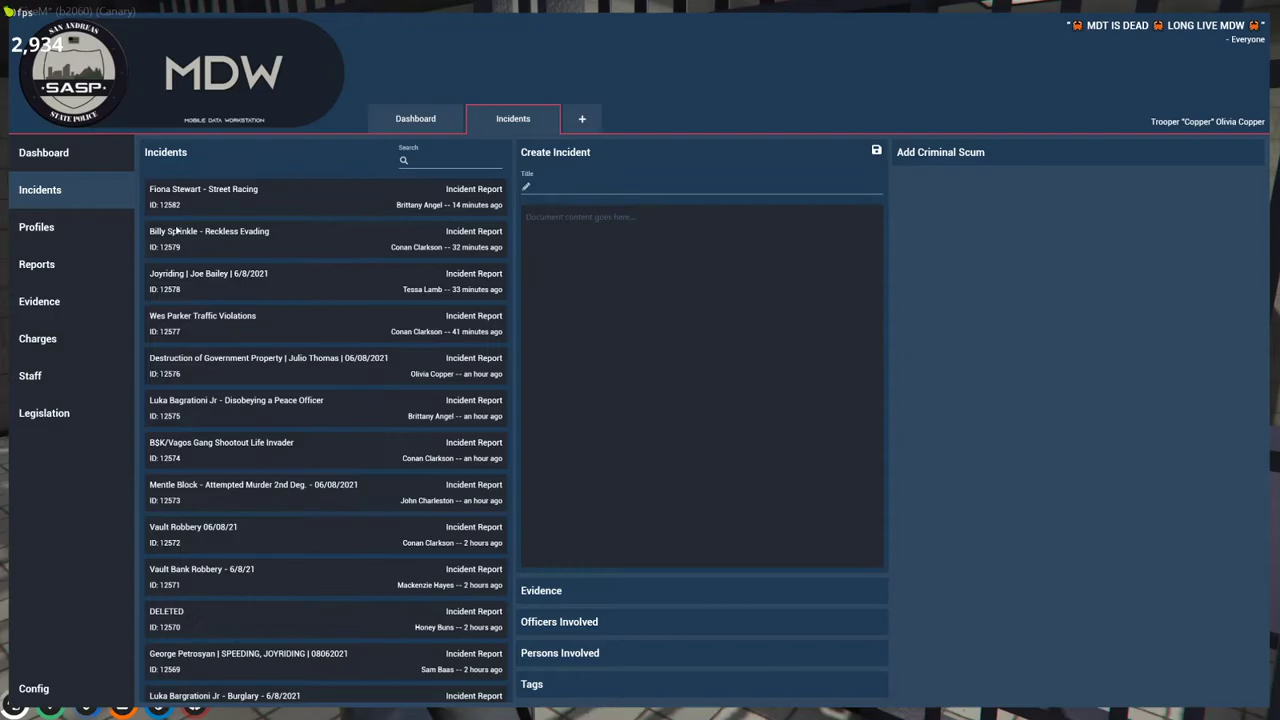 fps
2,934
(b2060) (Canary)
SAN ANDREAS
SASP
STATE POLICE
MDW
MOBILE DATA WORKSTATION
" 🦀 MDT IS DEAD 🦀 LONG LIVE MDW 🦀 "
- Everyone
Dashboard
Incidents
+
Trooper "Copper" Olivia Copper
Dashboard
Incidents
Profiles
Reports
Evidence
Charges
Staff
Legislation
Config
Incidents
Search
Fiona Stewart - Street Racing
Incident Report
ID: 12582
Brittany Angel -- 14 minutes ago
Billy Sprinkle - Reckless Evading
Incident Report
ID: 12579
Conan Clarkson -- 32 minutes ago
Joyriding | Joe Bailey | 6/8/2021
Incident Report
ID: 12578
Tessa Lamb -- 33 minutes ago
Wes Parker Traffic Violations
Incident Report
ID: 12577
Conan Clarkson -- 41 minutes ago
Destruction of Government Property | Julio Thomas | 06/08/2021
Incident Report
ID: 12576
Olivia Copper -- an hour ago
Luka Bagrationi Jr - Disobeying a Peace Officer
Incident Report
ID: 12575
Brittany Angel -- an hour ago
B$K/Vagos Gang Shootout Life Invader
Incident Report
ID: 12574
Conan Clarkson -- an hour ago
Mentle Block - Attempted Murder 2nd Deg. - 06/08/2021
Incident Report
ID: 12573
John Charleston -- an hour ago
Vault Robbery 06/08/21
Incident Report
ID: 12572
Conan Clarkson -- 2 hours ago
Vault Bank Robbery - 6/8/21
Incident Report
ID: 12571
Mackenzie Hayes -- 2 hours ago
DELETED
Incident Report
ID: 12570
Honey Buns -- 2 hours ago
George Petrosyan | SPEEDING, JOYRIDING | 08062021
Incident Report
ID: 12569
Sam Baas -- 2 hours ago
Luka Bargrationi Jr - Burglary - 6/8/2021
Incident Report
Create Incident
Title
Document content goes here...
Evidence
Officers Involved
Persons Involved
Tags
Add Criminal Scum